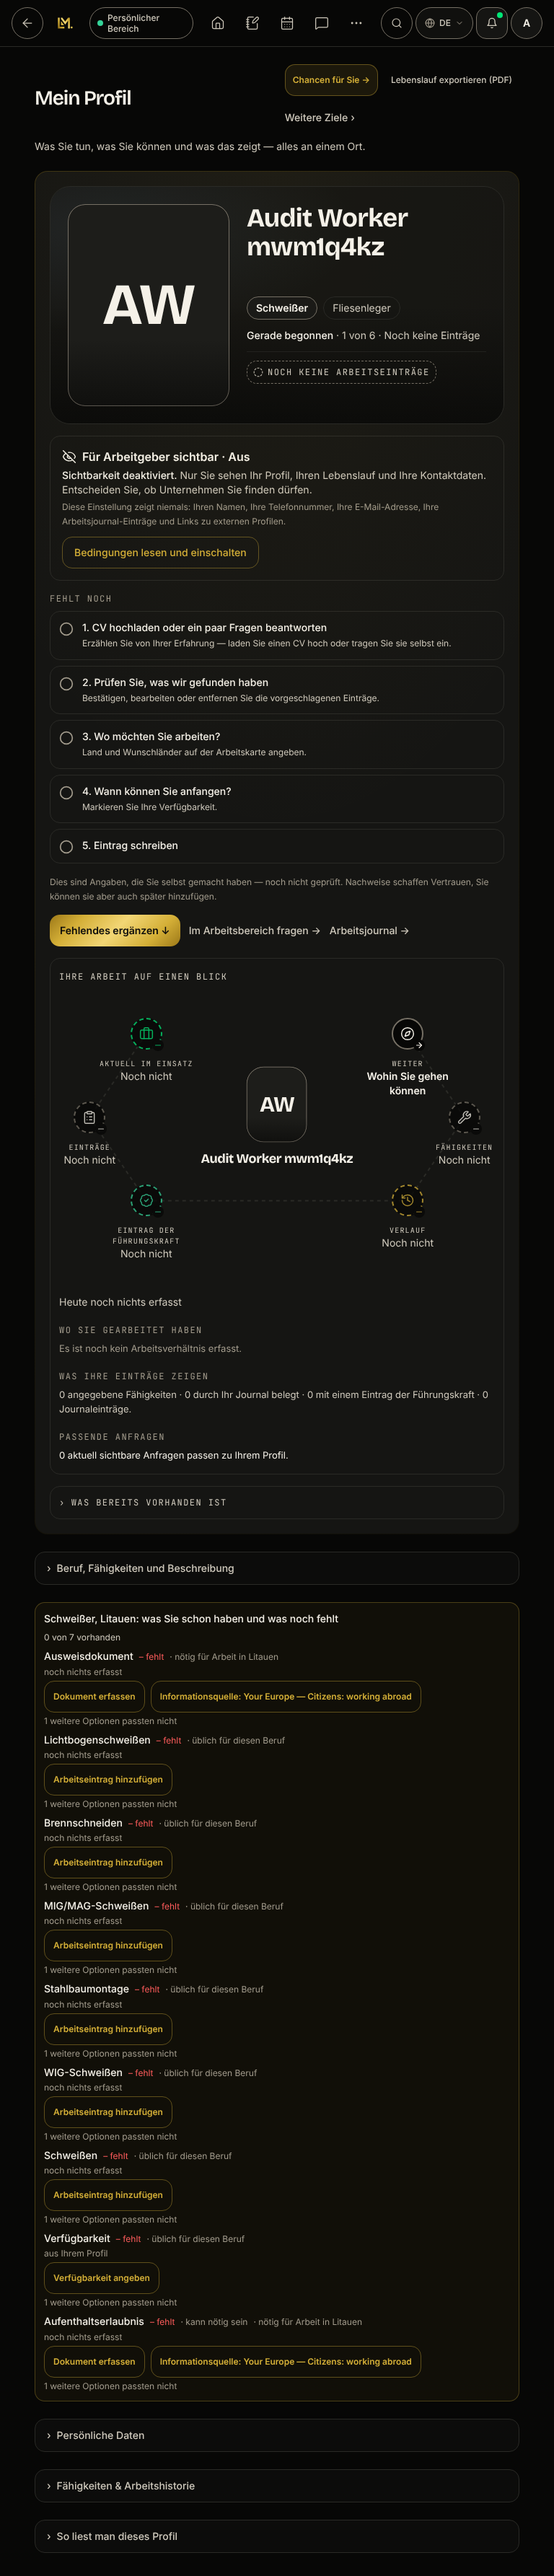 Persönlicher
Bereich
DE
A
Mein Profil
Chancen für Sie →
Lebenslauf exportieren (PDF)
Weitere Ziele ›
Was Sie tun, was Sie können und was das zeigt — alles an einem Ort.
AW
Audit Worker
mwm1q4kz
Schweißer
Fliesenleger
Gerade begonnen · 1 von 6 · Noch keine Einträge
NOCH KEINE ARBEITSEINTRÄGE
Für Arbeitgeber sichtbar · Aus
Sichtbarkeit deaktiviert. Nur Sie sehen Ihr Profil, Ihren Lebenslauf und Ihre Kontaktdaten.
Entscheiden Sie, ob Unternehmen Sie finden dürfen.
Diese Einstellung zeigt niemals: Ihren Namen, Ihre Telefonnummer, Ihre E-Mail-Adresse, Ihre
Arbeitsjournal-Einträge und Links zu externen Profilen.
Bedingungen lesen und einschalten
FEHLT NOCH
1. CV hochladen oder ein paar Fragen beantworten
Erzählen Sie von Ihrer Erfahrung — laden Sie einen CV hoch oder tragen Sie sie selbst ein.
2. Prüfen Sie, was wir gefunden haben
Bestätigen, bearbeiten oder entfernen Sie die vorgeschlagenen Einträge.
3. Wo möchten Sie arbeiten?
Land und Wunschländer auf der Arbeitskarte angeben.
4. Wann können Sie anfangen?
Markieren Sie Ihre Verfügbarkeit.
5. Eintrag schreiben
Dies sind Angaben, die Sie selbst gemacht haben — noch nicht geprüft. Nachweise schaffen Vertrauen, Sie
können sie aber auch später hinzufügen.
Fehlendes ergänzen ↓
Im Arbeitsbereich fragen →
Arbeitsjournal →
IHRE ARBEIT AUF EINEN BLICK
AKTUELL IM EINSATZ
Noch nicht
WEITER
Wohin Sie gehen
können
AW
Audit Worker mwm1q4kz
EINTRÄGE
Noch nicht
FÄHIGKEITEN
Noch nicht
EINTRAG DER
FÜHRUNGSKRAFT
Noch nicht
VERLAUF
Noch nicht
Heute noch nichts erfasst
WO SIE GEARBEITET HABEN
Es ist noch kein Arbeitsverhältnis erfasst.
WAS IHRE EINTRÄGE ZEIGEN
0 angegebene Fähigkeiten · 0 durch Ihr Journal belegt · 0 mit einem Eintrag der Führungskraft · 0
Journaleinträge.
PASSENDE ANFRAGEN
0 aktuell sichtbare Anfragen passen zu Ihrem Profil.
› WAS BEREITS VORHANDEN IST
› Beruf, Fähigkeiten und Beschreibung
Schweißer, Litauen: was Sie schon haben und was noch fehlt
0 von 7 vorhanden
Ausweisdokument – fehlt · nötig für Arbeit in Litauen
noch nichts erfasst
Dokument erfassen
Informationsquelle: Your Europe — Citizens: working abroad
1 weitere Optionen passten nicht
Lichtbogenschweißen – fehlt · üblich für diesen Beruf
noch nichts erfasst
Arbeitseintrag hinzufügen
1 weitere Optionen passten nicht
Brennschneiden – fehlt · üblich für diesen Beruf
noch nichts erfasst
Arbeitseintrag hinzufügen
1 weitere Optionen passten nicht
MIG/MAG-Schweißen – fehlt · üblich für diesen Beruf
noch nichts erfasst
Arbeitseintrag hinzufügen
1 weitere Optionen passten nicht
Stahlbaumontage – fehlt · üblich für diesen Beruf
noch nichts erfasst
Arbeitseintrag hinzufügen
1 weitere Optionen passten nicht
WIG-Schweißen – fehlt · üblich für diesen Beruf
noch nichts erfasst
Arbeitseintrag hinzufügen
1 weitere Optionen passten nicht
Schweißen – fehlt · üblich für diesen Beruf
noch nichts erfasst
Arbeitseintrag hinzufügen
1 weitere Optionen passten nicht
Verfügbarkeit – fehlt · üblich für diesen Beruf
aus Ihrem Profil
Verfügbarkeit angeben
1 weitere Optionen passten nicht
Aufenthaltserlaubnis – fehlt · kann nötig sein · nötig für Arbeit in Litauen
noch nichts erfasst
Dokument erfassen
Informationsquelle: Your Europe — Citizens: working abroad
1 weitere Optionen passten nicht
› Persönliche Daten
› Fähigkeiten & Arbeitshistorie
› So liest man dieses Profil